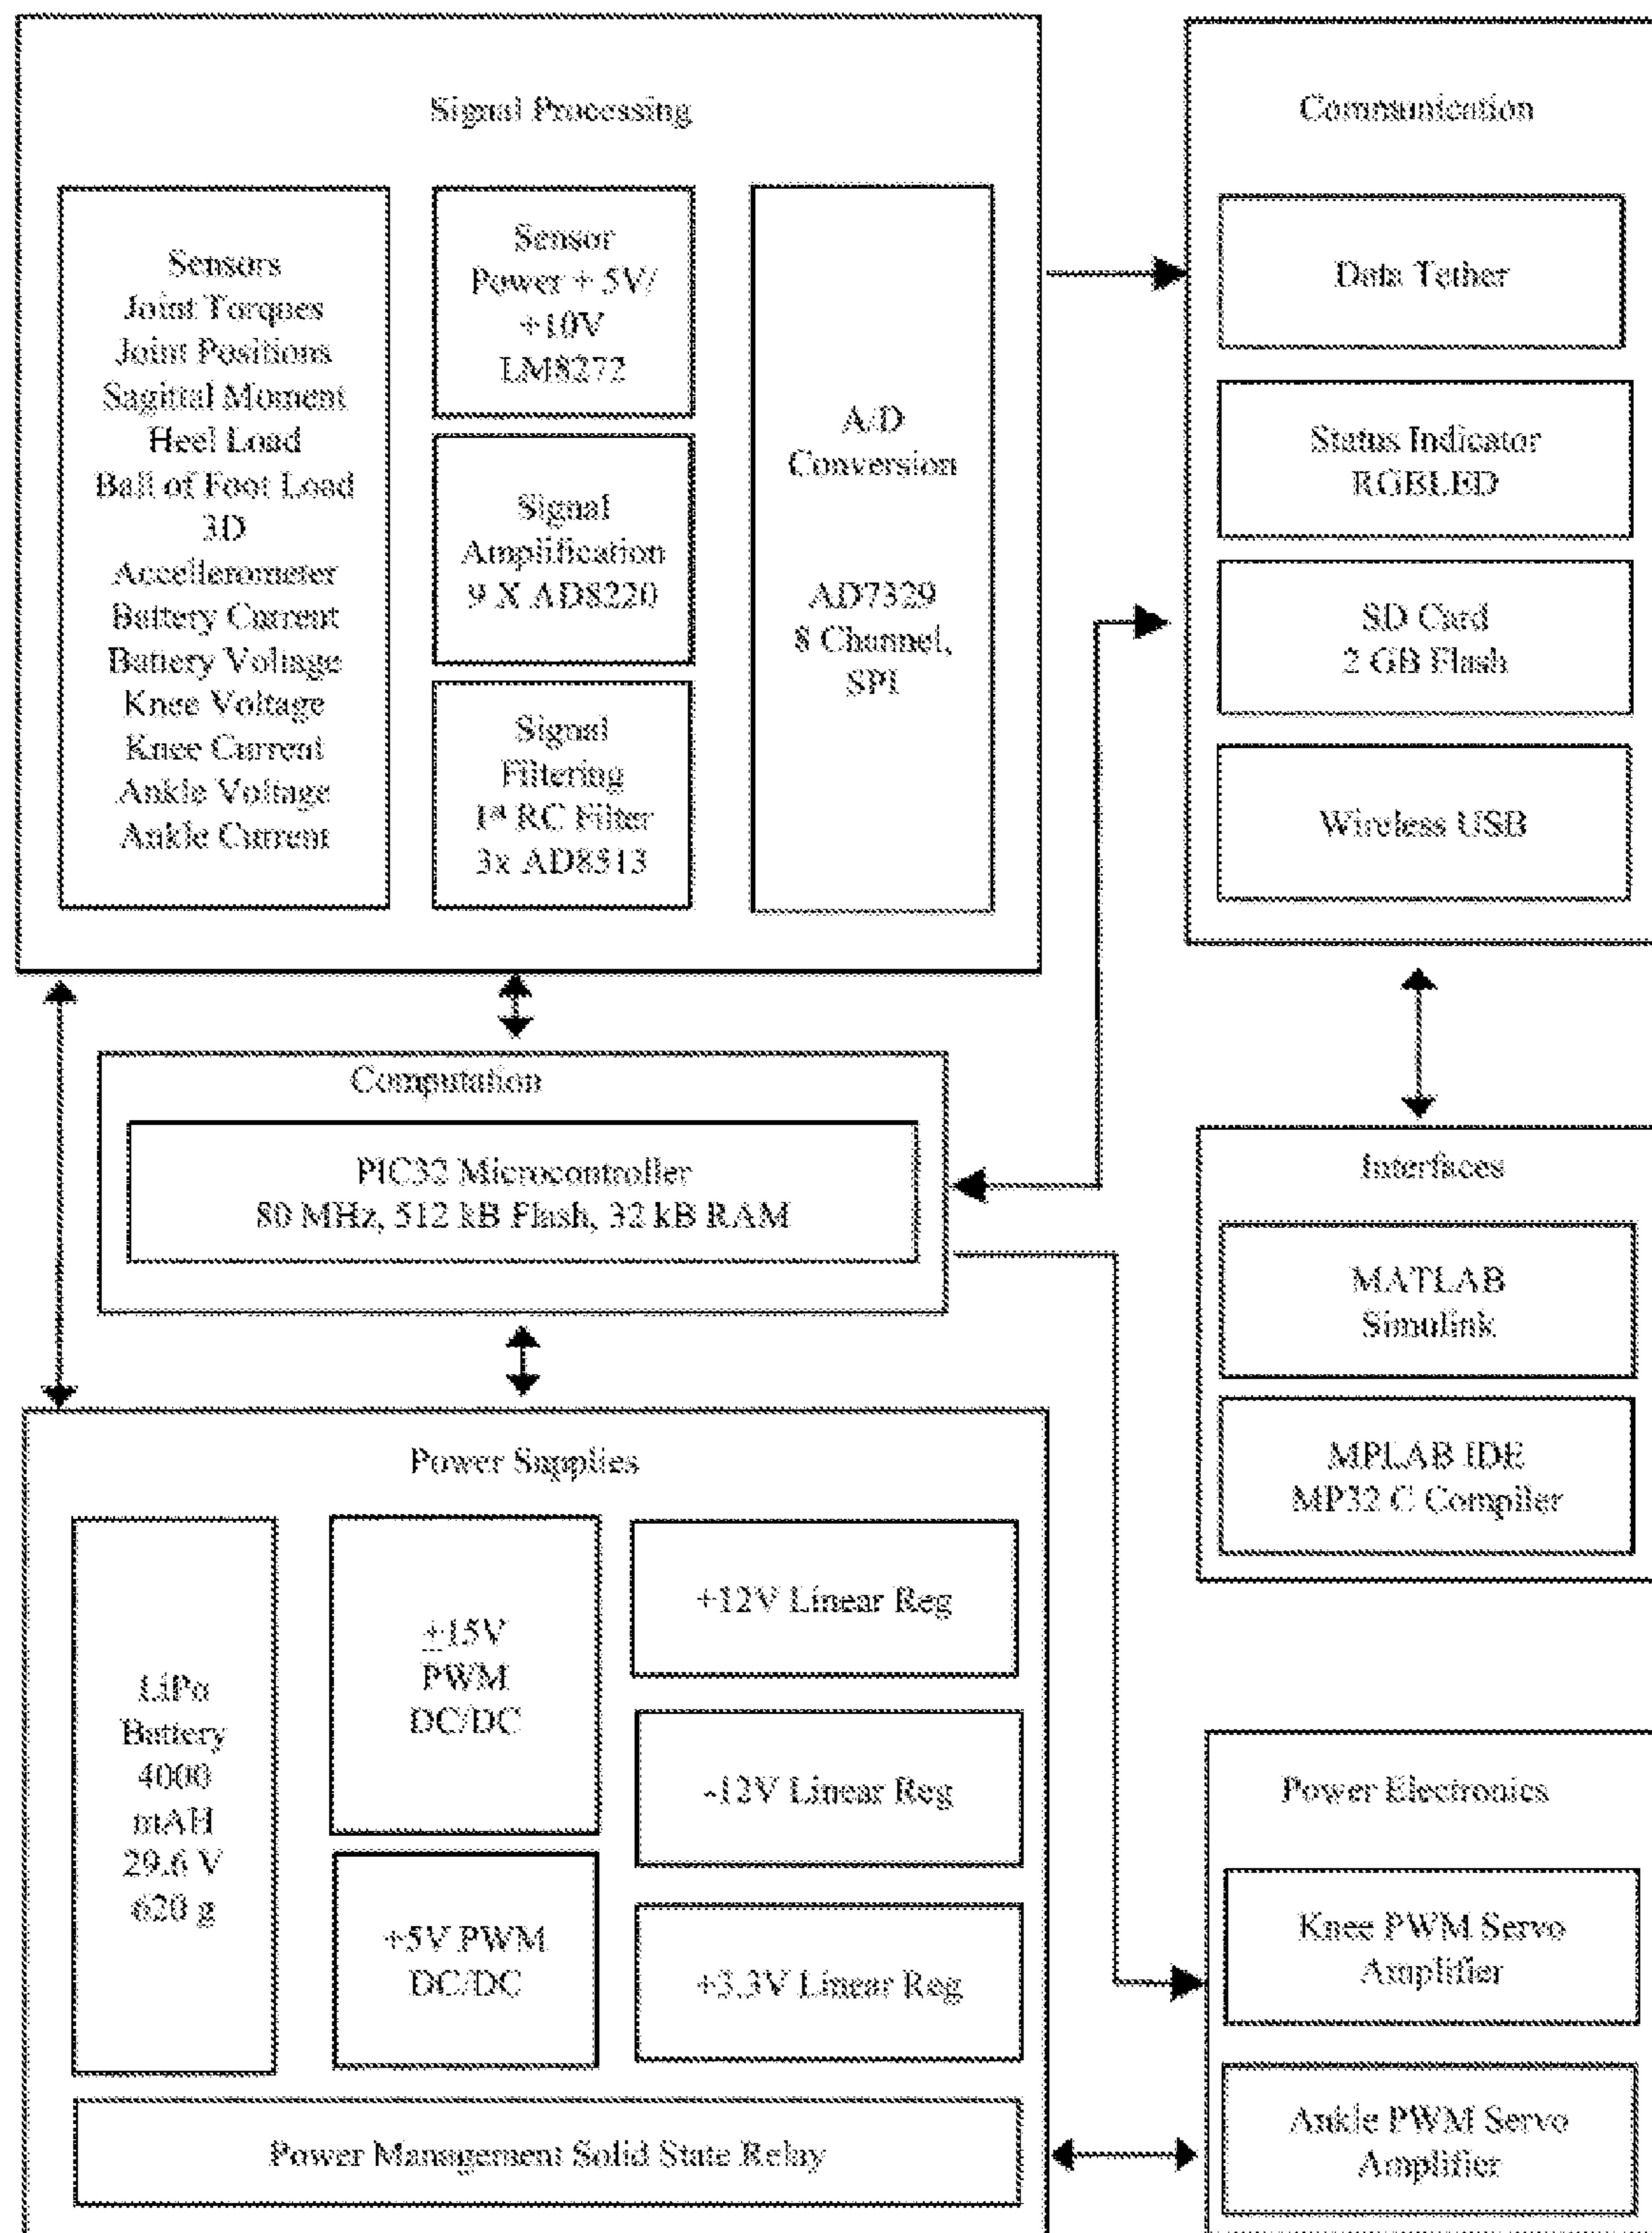 Signal Processing
Sensors
Joint Torques
Joint Positions
Sagittal Moment
Heel Load
Ball of Foot Load
3D
Accellerometer
Battery Current
Battery Voltage
Knee Voltage
Knee Current
Ankle Voltage
Ankle Current
Sensor
Power + 5V/
+10V
LM8272
Signal
Amplification
9 X AD8220
Signal
Filtering
1st RC Filter
3x AD8513
A/D
Conversion
AD7329
8 Channel,
SPI
Communication
Data Tether
Status Indicator
RGBLED
SD Card
2 GB Flash
Wireless USB
Computation
PIC32 Microcontroller
80 MHz, 512 kB Flash, 32 kB RAM
Interfaces
MATLAB
Simulink
MPLAB IDE
MP32 C Compiler
Power Supplies
LiPo
Battery
4000
mAH
29.6 V
620 g
±15V
PWM
DC/DC
+5V PWM
DC/DC
+12V Linear Reg
-12V Linear Reg
+3.3V Linear Reg
Power Management Solid State Relay
Power Electronics
Knee PWM Servo
Amplifier
Ankle PWM Servo
Amplifier